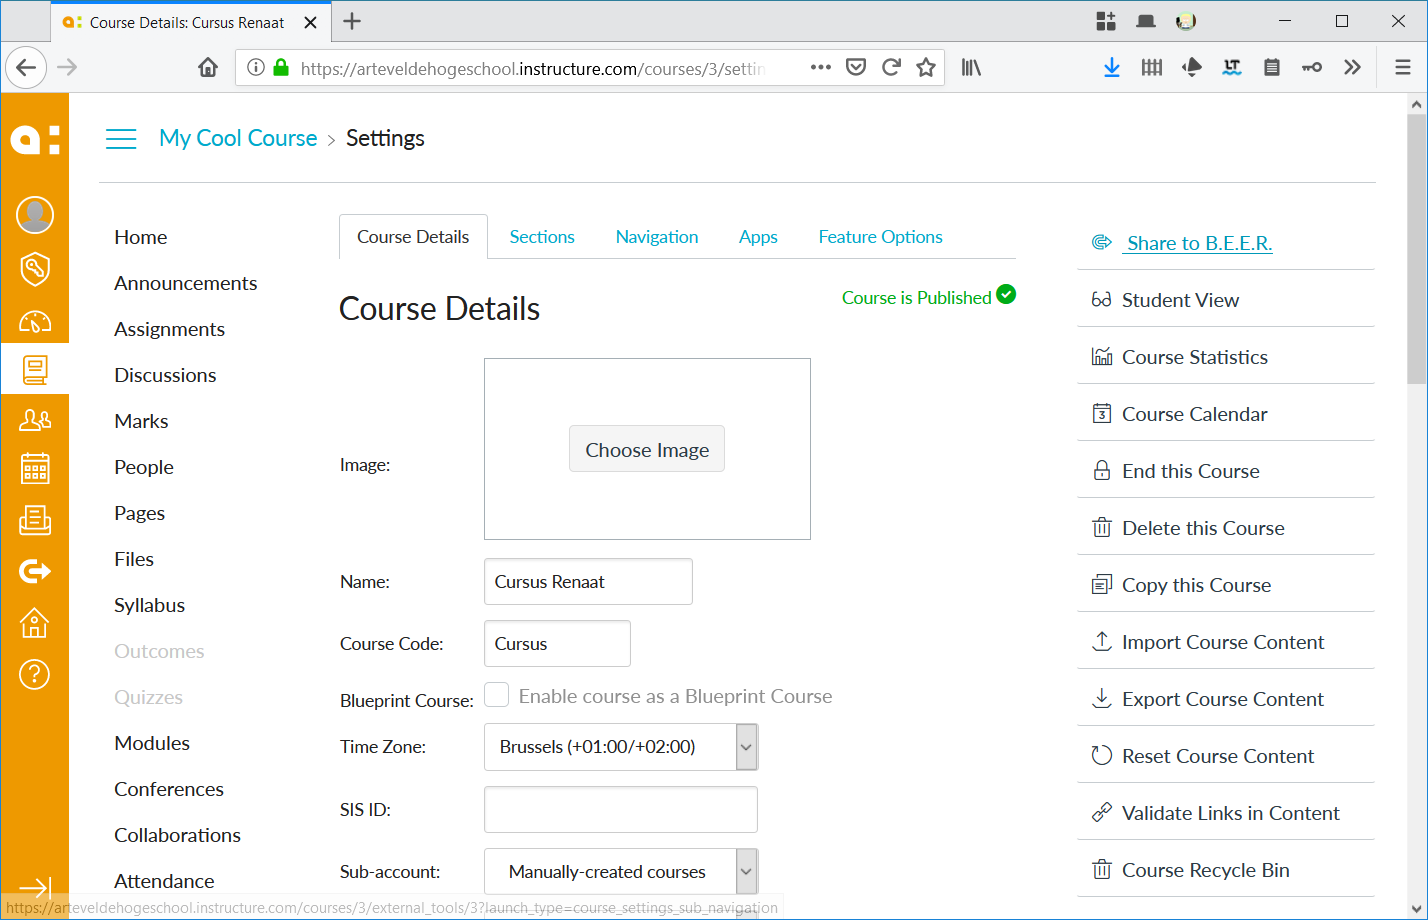 a: Course Details: Cursus Renaat
https://arteveldehogeschool.instructure.com/courses/3/settin
LT
a:
My Cool Course > Settings
Home
Announcements
Assignments
Discussions
Marks
People
Pages
Files
Syllabus
Outcomes
Quizzes
Modules
Conferences
Collaborations
Attendance
Course Details
Sections
Navigation
Apps
Feature Options
Course Details
Course is Published
Image:
Choose Image
Name:
Cursus Renaat
Course Code:
Cursus
Blueprint Course:
Enable course as a Blueprint Course
Time Zone:
Brussels (+01:00/+02:00)
SIS ID:
Sub-account:
Manually-created courses
Share to B.E.E.R.
Student View
Course Statistics
3
Course Calendar
End this Course
Delete this Course
Copy this Course
Import Course Content
Export Course Content
Reset Course Content
Validate Links in Content
Course Recycle Bin
https://arteveldehogeschool.instructure.com/courses/3/external_tools/3?launch_type=course_settings_sub_navigation